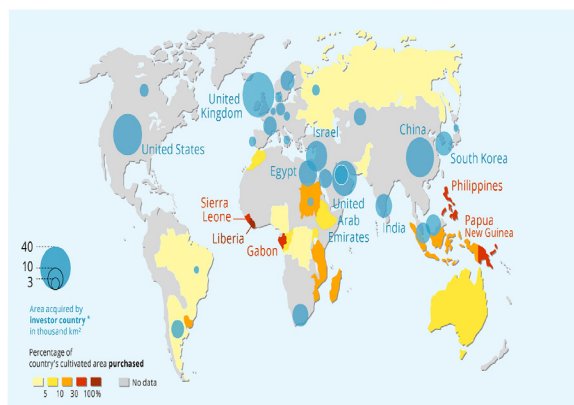 United
Kingdom
United States
Israel
China
South Korea
Egypt
Philippines
Sierra
Leone
United
Arab
Emirates
India
Papua
New Guinea
Liberia
Gabon
40
10
3
Area acquired by
investor country *
in thousand km²
Percentage of
country's cultivated area purchased
5 10 30 100%
No data